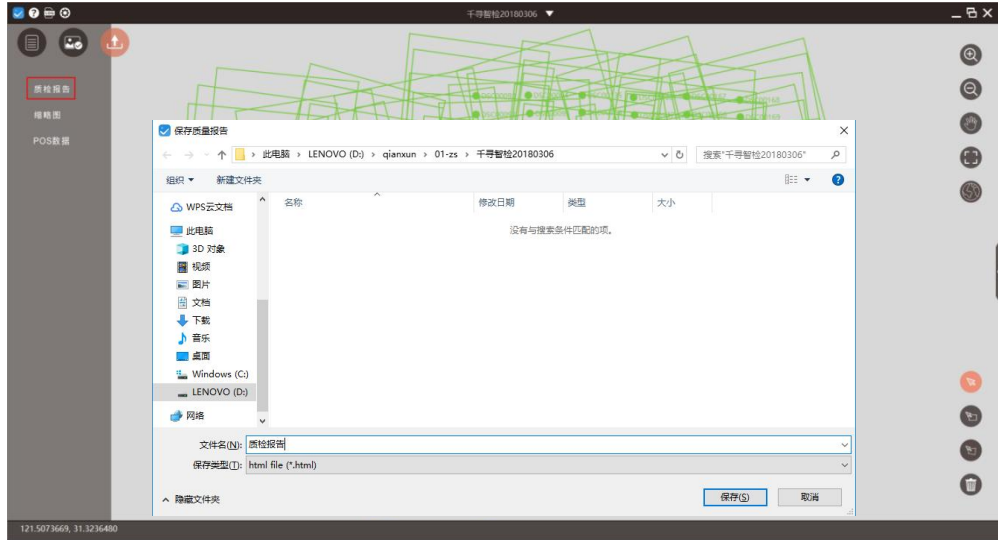 千寻智检20180306 ▼
质检报告
缩略图
POS数据
保存质量报告
此电脑 > LENOVO (D:) > qianxun > 01-zs > 千寻智检20180306
搜索"千寻智检20180306"
组织 新建文件夹
名称 修改日期 类型 大小
没有与搜索条件匹配的项。
WPS云文档
此电脑
3D 对象
视频
图片
文档
下载
音乐
桌面
Windows (C:)
LENOVO (D:)
网络
文件名(N): 质检报告
保存类型(T): html file (*.html)
隐藏文件夹 保存(S) 取消
121.5073669, 31.3236480